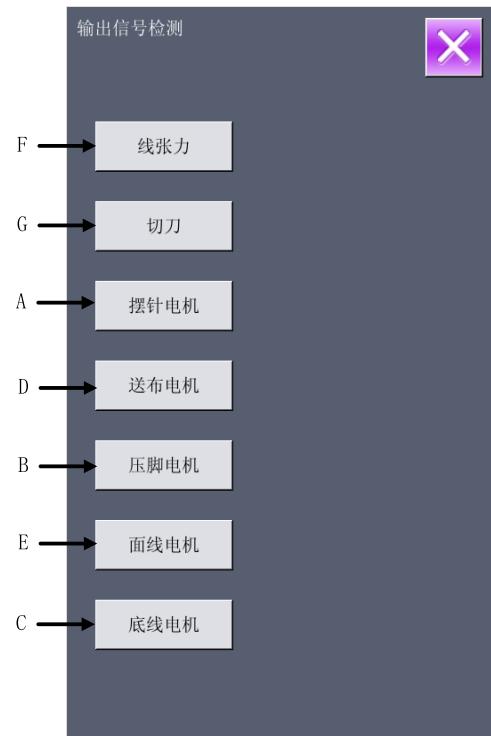 输出信号检测
F 线张力
G 切刀
A 摆针电机
D 送布电机
B 压脚电机
E 面线电机
C 底线电机